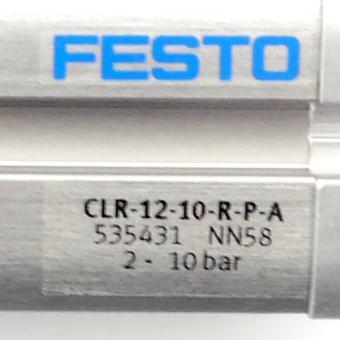 FESTO
CLR-12-10-R-P-A
535431 NN58
2 - 10 bar